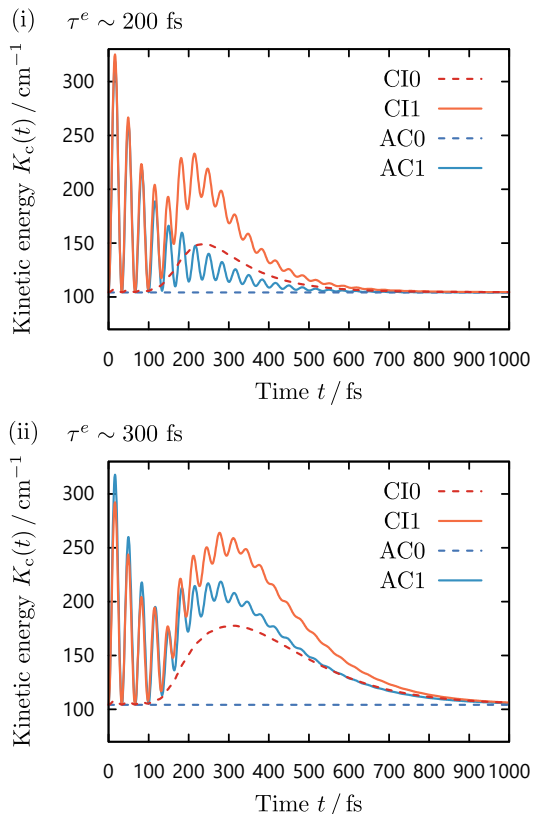 (i) τᵉ ∼ 200 fs
Kinetic energy K_c(t) / cm⁻¹
300
250
200
150
100
CI0
CI1
AC0
AC1
0 100 200 300 400 500 600 700 800 900 1000
Time t / fs
(ii) τᵉ ∼ 300 fs
Kinetic energy K_c(t) / cm⁻¹
300
250
200
150
100
CI0
CI1
AC0
AC1
0 100 200 300 400 500 600 700 800 900 1000
Time t / fs